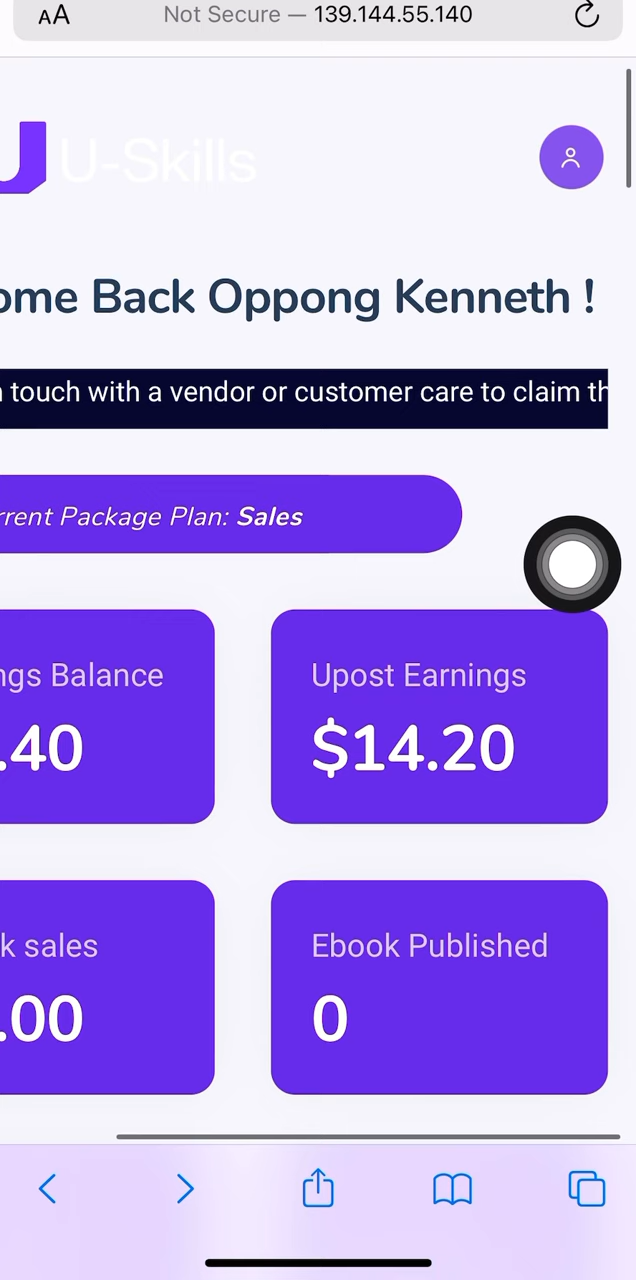 AA Not Secure — 139.144.55.140
U-Skills
ome Back Oppong Kenneth !
touch with a vendor or customer care to claim th
rrent Package Plan: Sales
ngs Balance
.40
Upost Earnings
$14.20
k sales
.00
Ebook Published
0